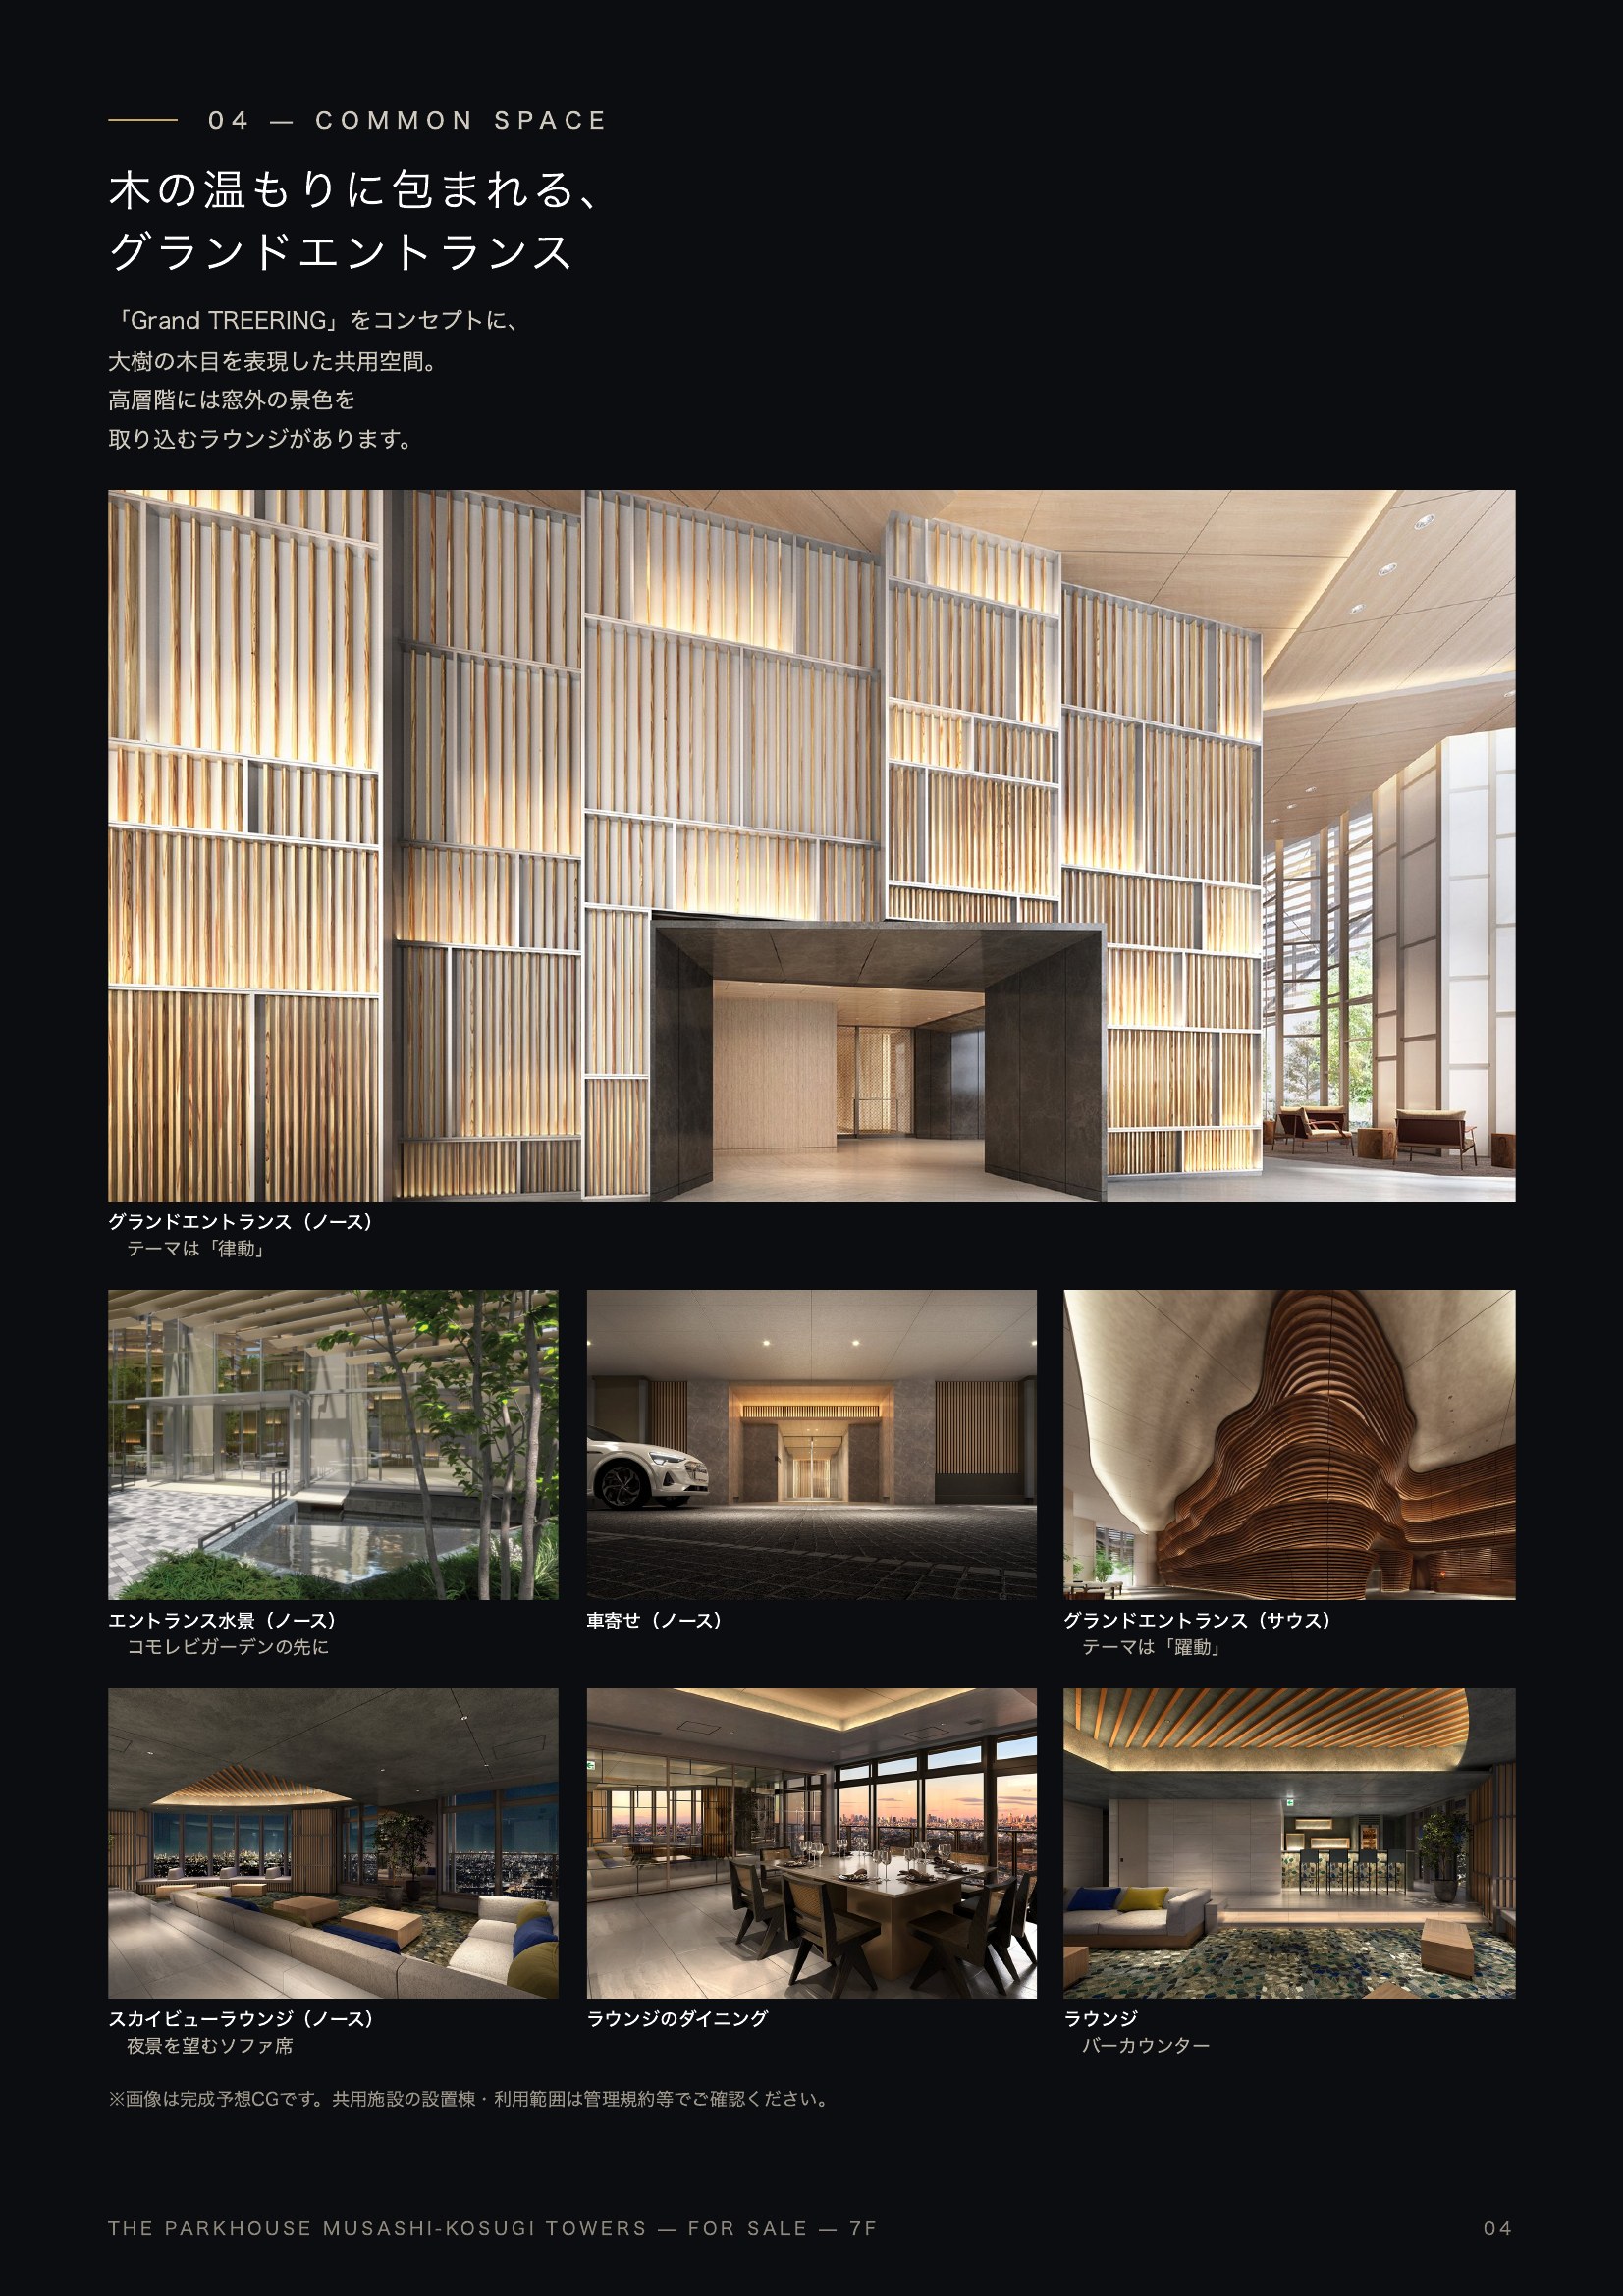 04 — COMMON SPACE
木の温もりに包まれる、
グランドエントランス
「Grand TREERING」をコンセプトに、
大樹の木目を表現した共用空間。
高層階には窓外の景色を
取り込むラウンジがあります。
グランドエントランス（ノース）
テーマは「律動」
エントランス水景（ノース）
コモレビガーデンの先に
車寄せ（ノース）
グランドエントランス（サウス）
テーマは「躍動」
スカイビューラウンジ（ノース）
夜景を望むソファ席
ラウンジのダイニング
ラウンジ
バーカウンター
※画像は完成予想CGです。共用施設の設置棟・利用範囲は管理規約等でご確認ください。
THE PARKHOUSE MUSASHI-KOSUGI TOWERS — FOR SALE — 7F
04